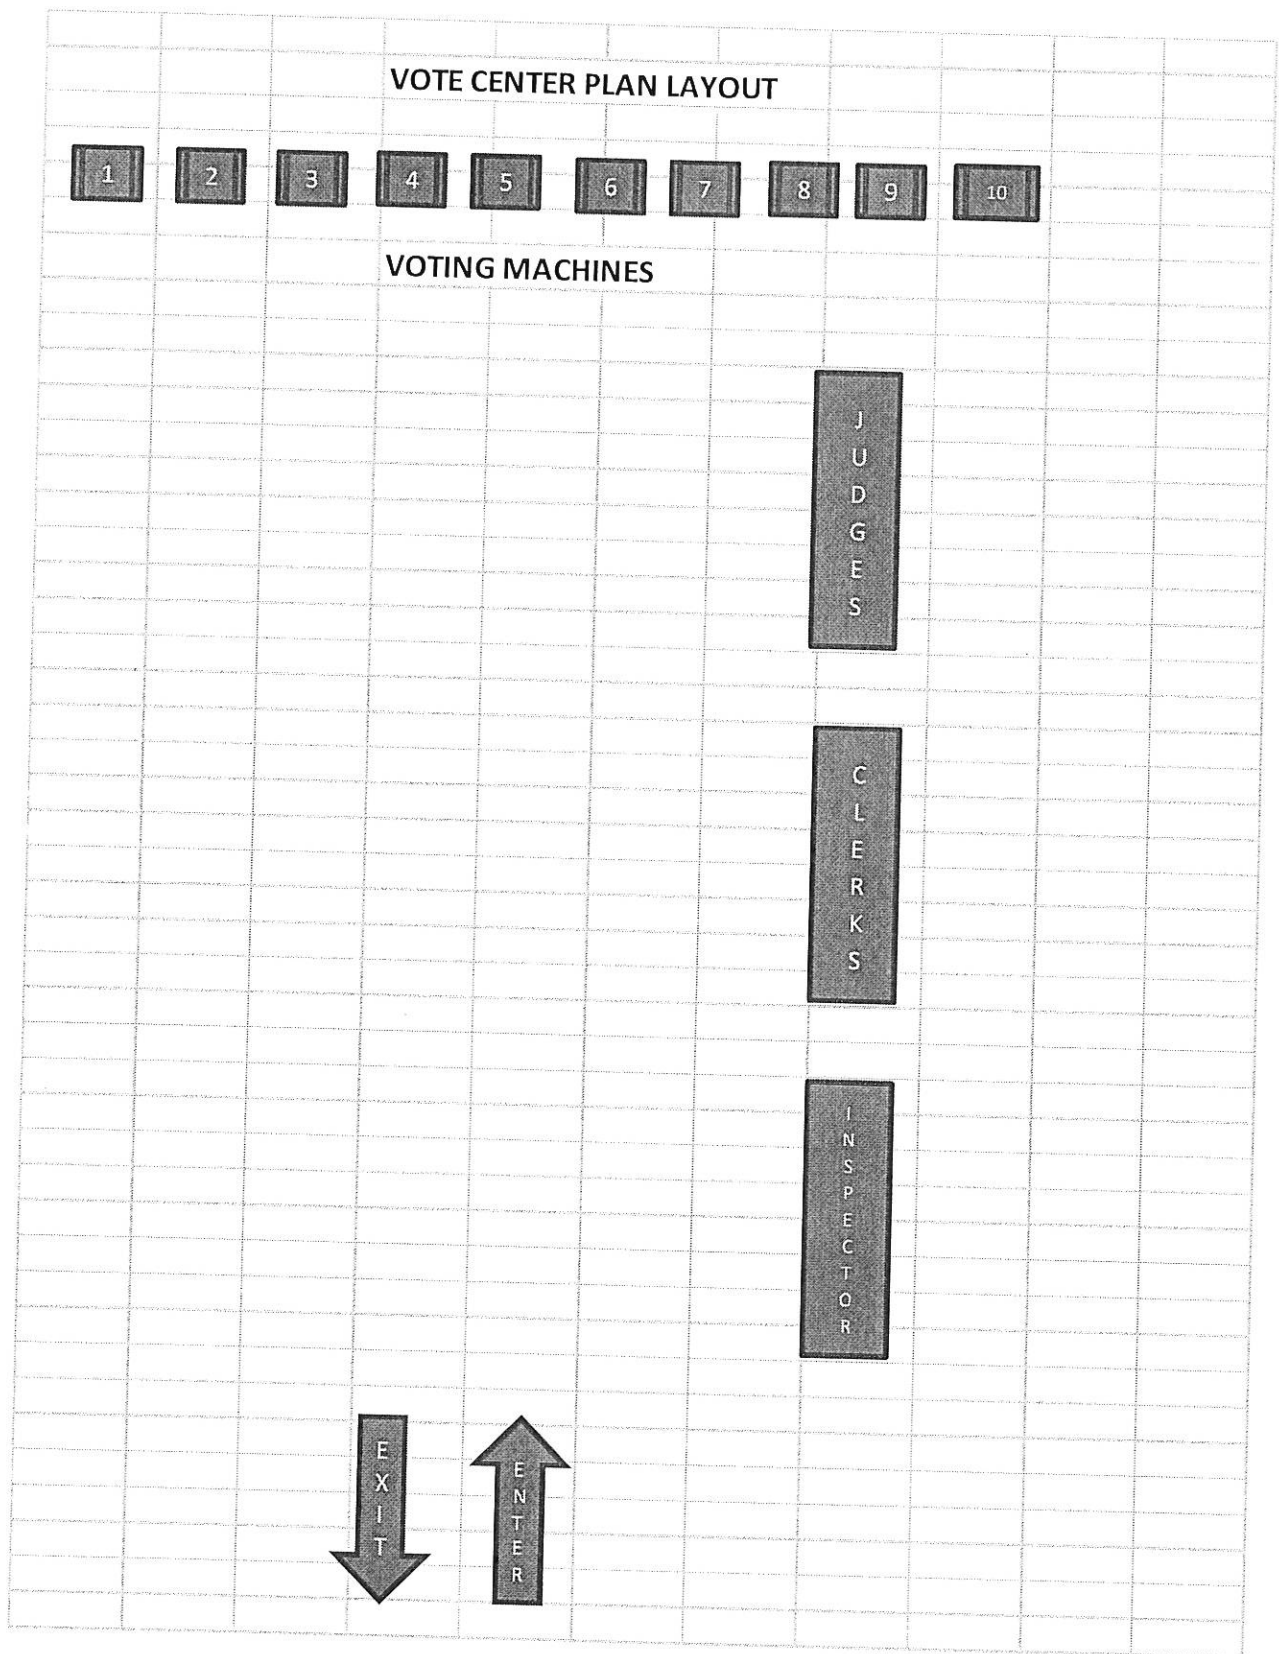 VOTE CENTER PLAN LAYOUT
1 2 3 4 5 6 7 8 9 10
VOTING MACHINES
JUDGES
CLERKS
INSPECTOR
EXIT
ENTER